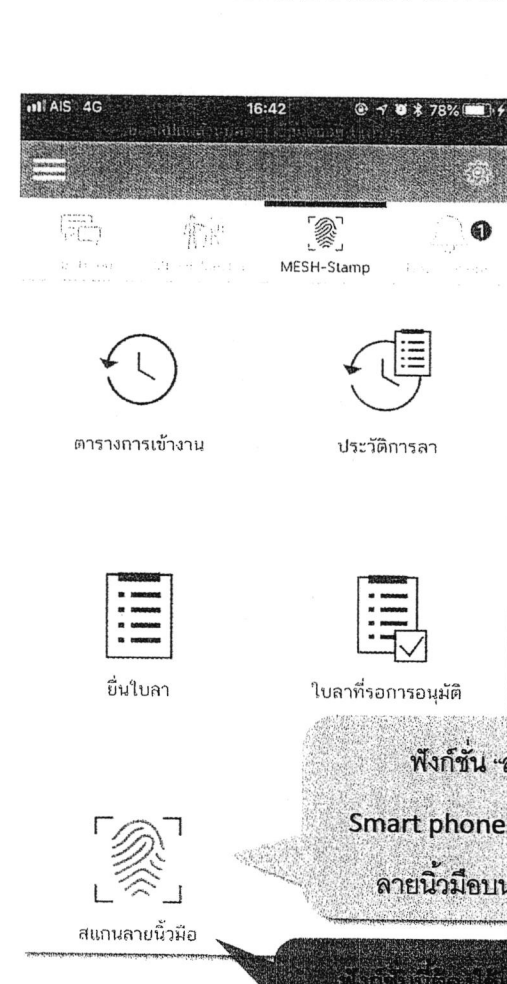 AIS 4G 16:42 78%
MESH-Stamp 1
ตารางการเข้างาน ประวัติการลา
ยื่นใบลา ใบลาที่รอการอนุมัติ
ฟังก์ชั่น
Smart phone
ลายนิ้วมือบน
สแกนลายนิ้วมือ